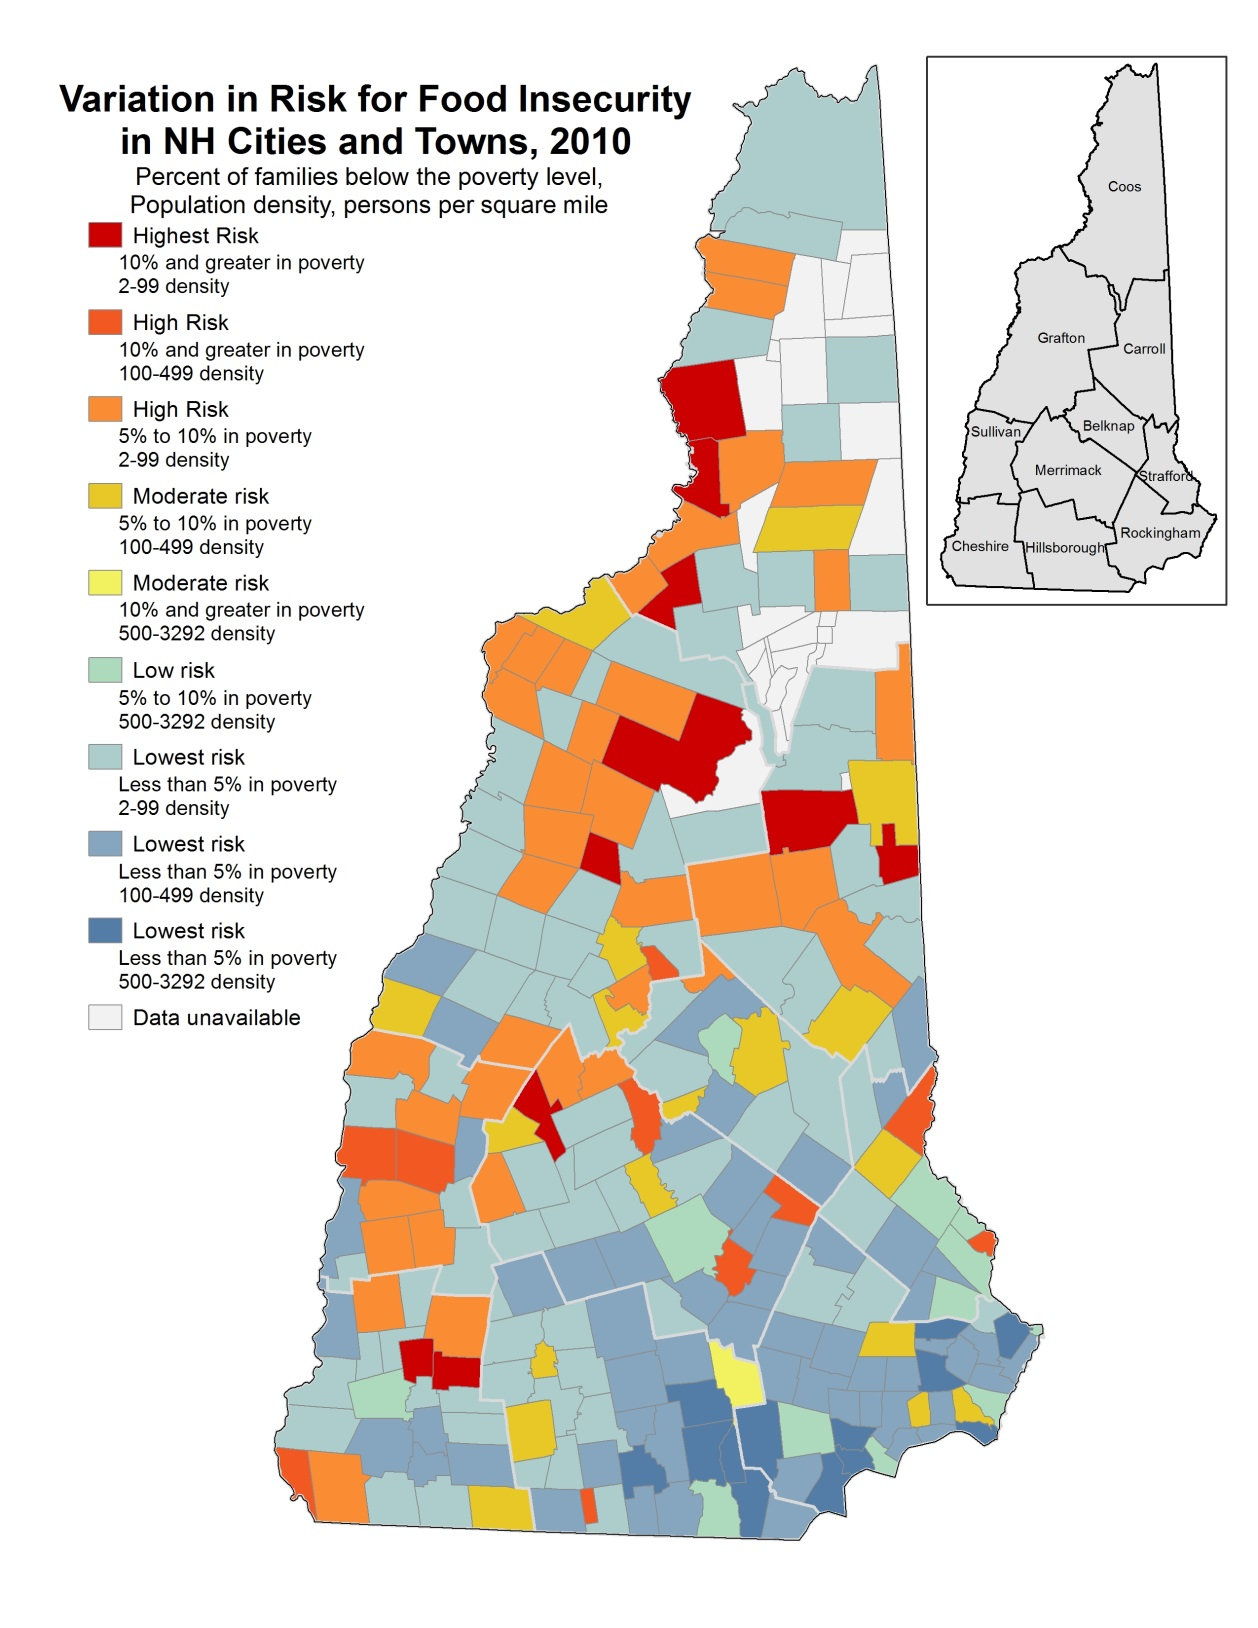 Variation in Risk for Food Insecurity
in NH Cities and Towns, 2010
Percent of families below the poverty level,
Population density, persons per square mile
Highest Risk
10% and greater in poverty
2-99 density
High Risk
10% and greater in poverty
100-499 density
High Risk
5% to 10% in poverty
2-99 density
Moderate risk
5% to 10% in poverty
100-499 density
Moderate risk
10% and greater in poverty
500-3292 density
Low risk
5% to 10% in poverty
500-3292 density
Lowest risk
Less than 5% in poverty
2-99 density
Lowest risk
Less than 5% in poverty
100-499 density
Lowest risk
Less than 5% in poverty
500-3292 density
Data unavailable
Coos
Grafton
Carroll
Belknap
Sullivan
Merrimack
Strafford
Rockingham
Cheshire
Hillsborough